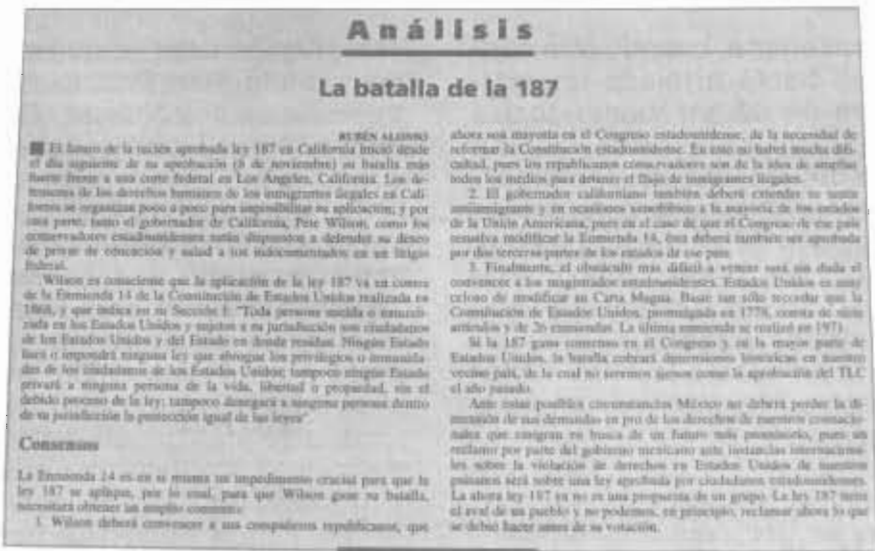 Análisis
La batalla de la 187
RUBÉN ALONSO
El futuro de la recién aprobada ley 187 en California inició desde
el día siguiente de su aprobación (8 de noviembre) su batalla más
fuerte frente a una corte federal en Los Angeles, California. Los de-
fensores de los derechos humanos de los inmigrantes ilegales en Cali-
fornia se organizan poco a poco para imposibilitar su aplicación; y por
otra parte, tanto el gobernador de California, Pete Wilson, como los
conservadores estadounidenses están dispuestos a defender su deseo
de privar de educación y salud a los indocumentados en un litigio
federal.
Wilson es consciente que la aplicación de la ley 187 va en contra
de la Enmienda 14 de la Constitución de Estados Unidos realizada en
1868, y que indica en su Sección I: "Toda persona nacida o naturali-
zada en los Estados Unidos y sujetos a su jurisdicción son ciudadanos
de los Estados Unidos y del Estado en donde residan. Ningún Estado
hará o impondrá ninguna ley que abrogue los privilegios o inmunida-
des de los ciudadanos de los Estados Unidos; tampoco ningún Estado
privará a ninguna persona de la vida, libertad o propiedad, sin el
debido proceso de la ley; tampoco denegará a ninguna persona dentro
de su jurisdicción la protección igual de las leyes".
Consensos
La Enmienda 14 es en sí misma un impedimento crucial para que la
ley 187 se aplique, por lo cual, para que Wilson gane su batalla,
necesitará obtener un amplio consenso:
1. Wilson deberá convencer a sus compañeros republicanos, que
ahora son mayoría en el Congreso estadounidense, de la necesidad de
reformar la Constitución estadounidense. En esto no habrá mucha difi-
cultad, pues los republicanos conservadores son de la idea de ampliar
todos los medios para detener el flujo de inmigrantes ilegales.
2. El gobernador californiano también deberá extender su
antiinmigrante y en ocasiones xenofóbico a la mayoría de los estados
de la Unión Americana, pues en el caso de que el Congreso de ese país
resuelva modificar la Enmienda 14, ésta deberá también ser aprobada
por dos terceras partes de los estados de ese país.
3. Finalmente, el obstáculo más difícil a vencer será sin duda el
convencer a los magistrados estadounidenses. Estados Unidos es muy
celoso de modificar su Carta Magna. Baste tan sólo recordar que la
Constitución de Estados Unidos, promulgada en 1778, consta de siete
artículos y de 26 enmiendas. La última enmienda se realizó en 1971.
Si la 187 gana consenso en el Congreso y en la mayor parte de
Estados Unidos, la batalla cobrará dimensiones históricas en nuestro
vecino país, de la cual no seremos ajenos como la aprobación del TLC
el año pasado.
Ante estas posibles circunstancias México no deberá perder la di-
mensión de sus demandas en pro de los derechos de nuestros connacio-
nales que emigran en busca de un futuro más promisorio, pues un
reclamo por parte del gobierno mexicano ante instancias internaciona-
les sobre la violación de derechos en Estados Unidos de nuestros
paisanos será sobre una ley aprobada por ciudadanos estadounidenses.
La ahora ley 187 ya no es una propuesta de un grupo. La ley 187 tiene
el aval de un pueblo y no podemos, en principio, reclamar ahora lo que
se debió hacer antes de su votación.